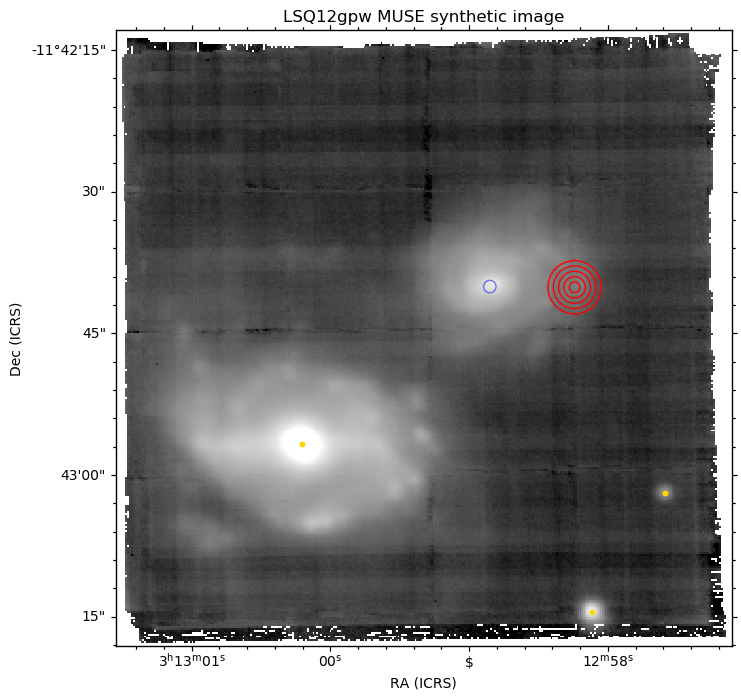 LSQ12gpw MUSE synthetic image
-11°42'15"
30"
45"
43'00"
15"
Dec (ICRS)
3ʰ13ᵐ01ˢ 00ˢ $ 12ᵐ58ˢ
RA (ICRS)